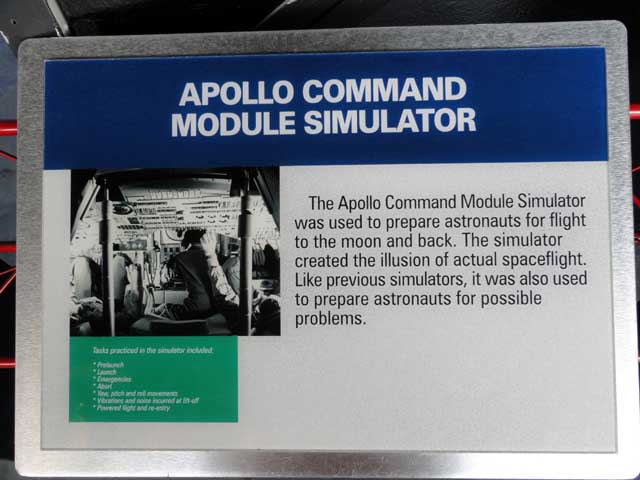 APOLLO COMMAND
MODULE SIMULATOR
The Apollo Command Module Simulator
was used to prepare astronauts for flight
to the moon and back. The simulator
created the illusion of actual spaceflight.
Like previous simulators, it was also used
to prepare astronauts for possible
problems.
Tasks practiced in the simulator included:
* Prelaunch
* Launch
* Emergencies
* Abort
* Yaw, pitch and roll movements
* Vibrations and noise incurred at lift-off
* Powered flight and re-entry